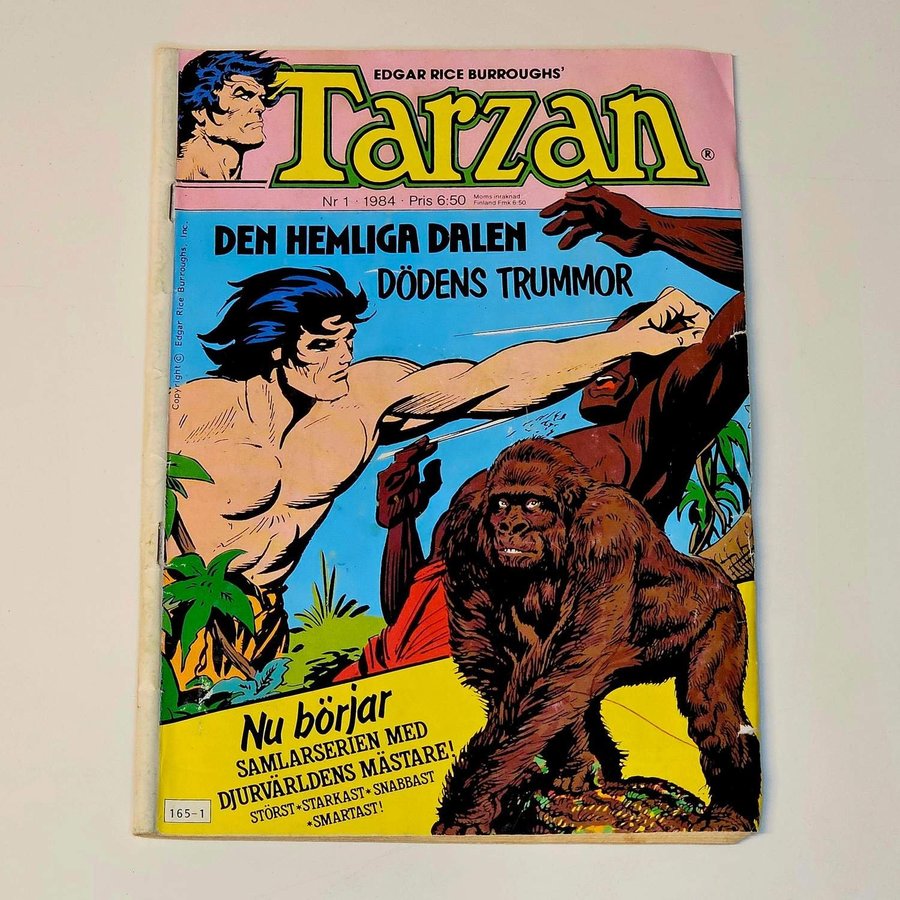 EDGAR RICE BURROUGHS'
Tarzan ®
Nr 1 · 1984 · Pris 6:50 Moms inräknad
Finland Fmk 6:50
DEN HEMLIGA DALEN
DÖDENS TRUMMOR
Copyright © Edgar Rice Burroughs, Inc.
Nu börjar
SAMLARSERIEN MED
DJURVÄRLDENS MÄSTARE!
STÖRST*STARKAST*SNABBAST
*SMARTAST!
165-1